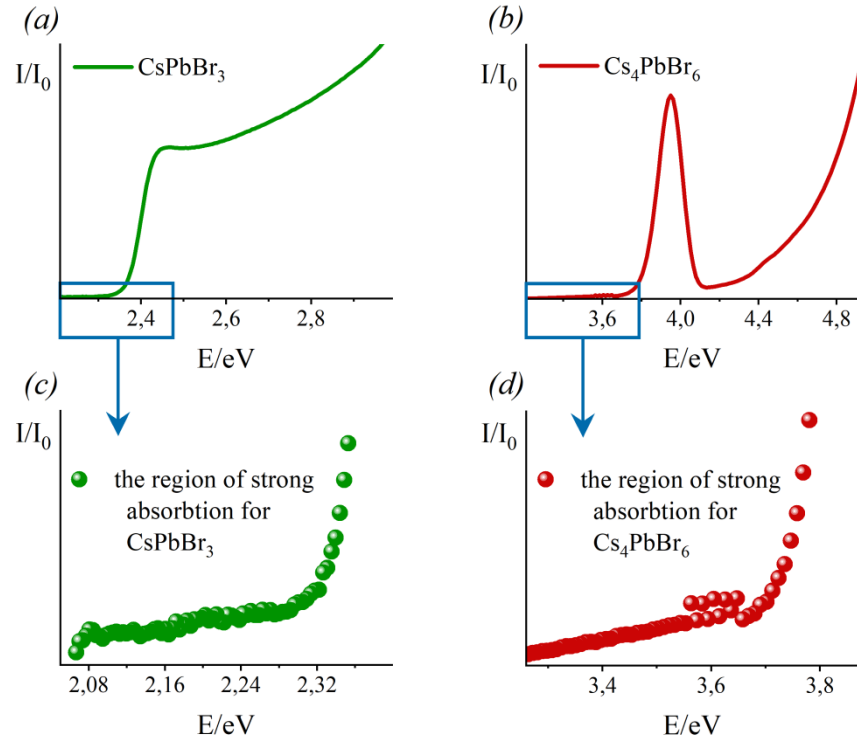 (a)
I/I0
CsPbBr3
2,4
2,6
2,8
E/eV
(b)
I/I0
Cs4PbBr6
3,6
4,0
4,4
4,8
E/eV
(c)
I/I0
the region of strong
absorbtion for
CsPbBr3
2,08
2,16
2,24
2,32
E/eV
(d)
I/I0
the region of strong
absorbtion for
Cs4PbBr6
3,4
3,6
3,8
E/eV